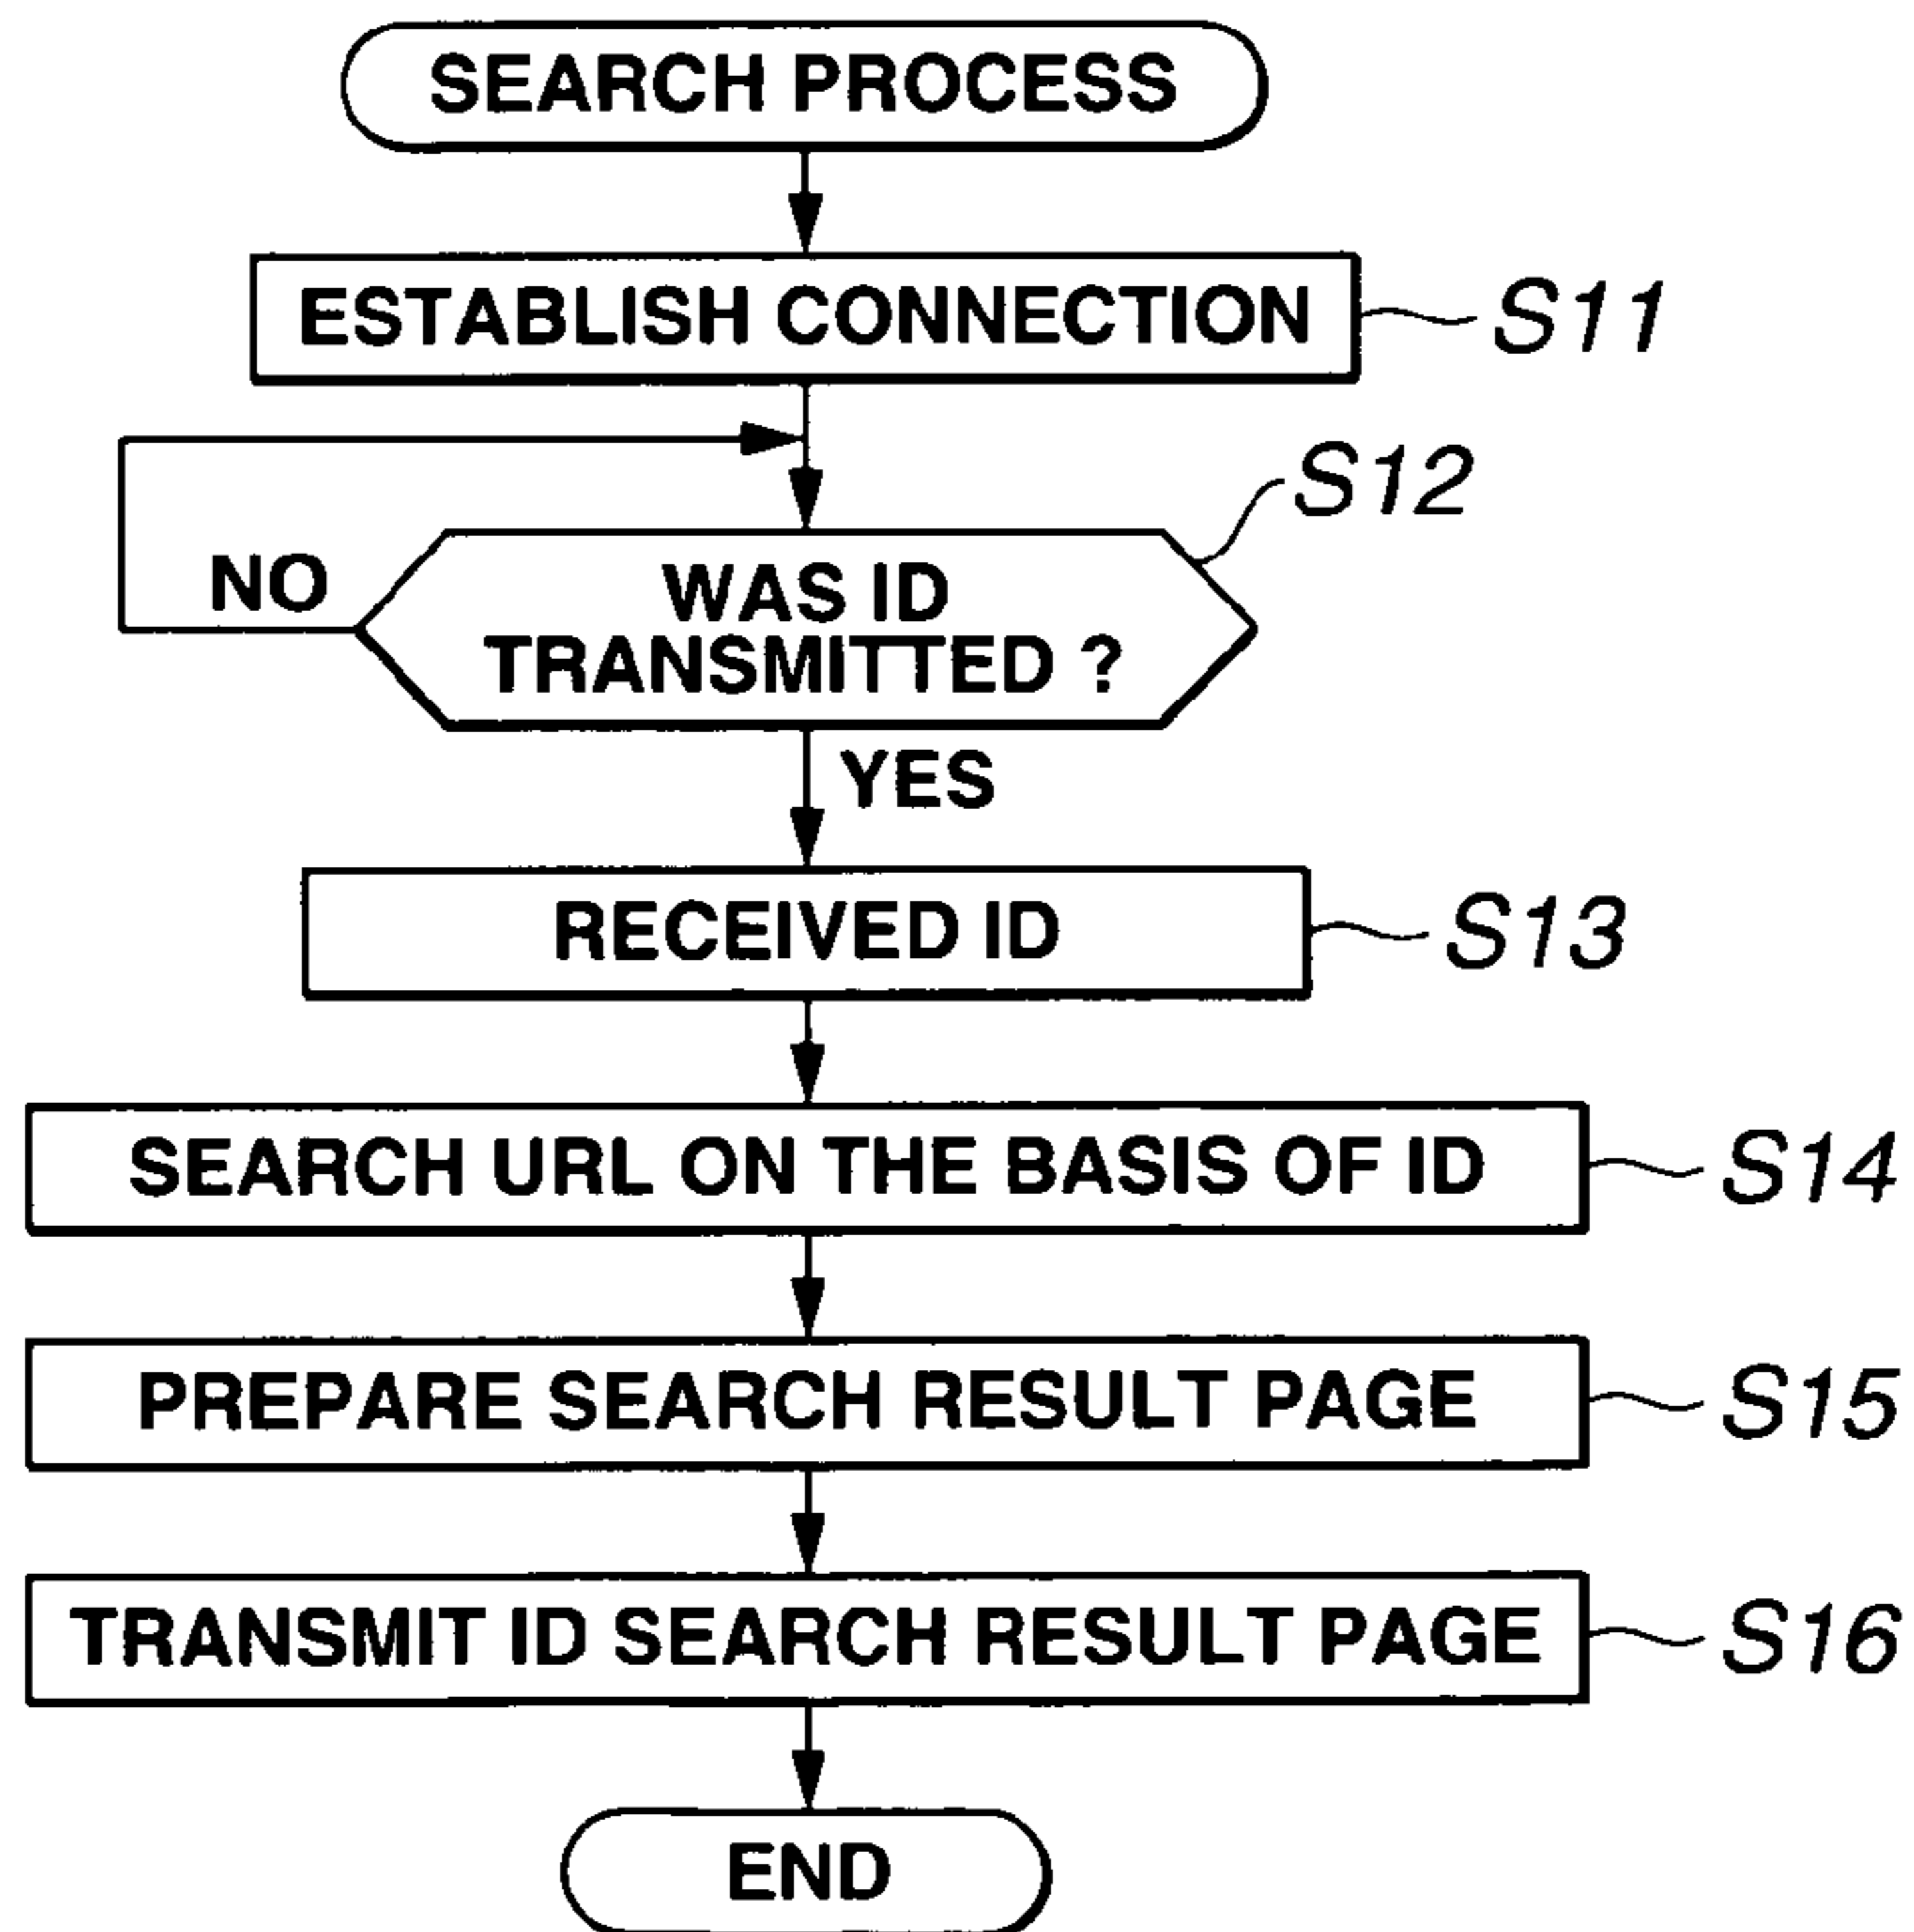 SEARCH PROCESS
ESTABLISH CONNECTION
S11
S12
NO
WAS ID
TRANSMITTED ?
YES
RECEIVED ID
S13
SEARCH URL ON THE BASIS OF ID
S14
PREPARE SEARCH RESULT PAGE
S15
TRANSMIT ID SEARCH RESULT PAGE
S16
END